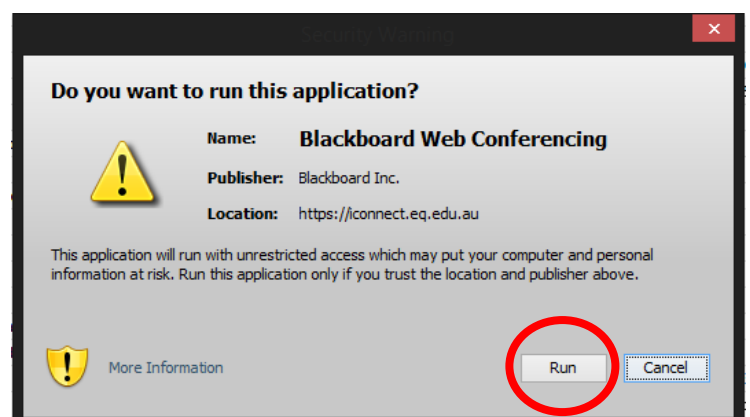 Security Warning
Do you want to run this application?
Name: Blackboard Web Conferencing
Publisher: Blackboard Inc.
Location: https://iconnect.eq.edu.au
This application will run with unrestricted access which may put your computer and personal
information at risk. Run this application only if you trust the location and publisher above.
More Information
Run
Cancel